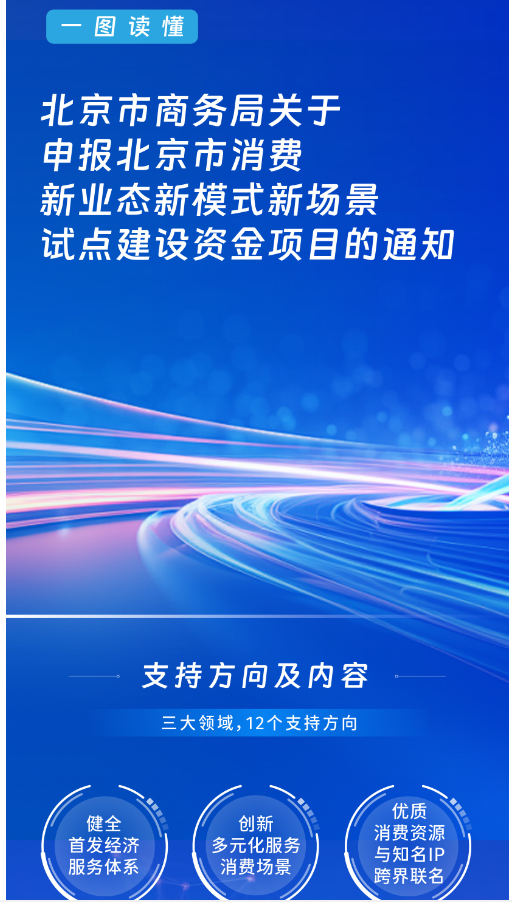 一图读懂
北京市商务局关于
申报北京市消费
新业态新模式新场景
试点建设资金项目的通知
支持方向及内容
三大领域,12个支持方向
健全
首发经济
服务体系
创新
多元化服务
消费场景
优质
消费资源
与知名IP
跨界联名